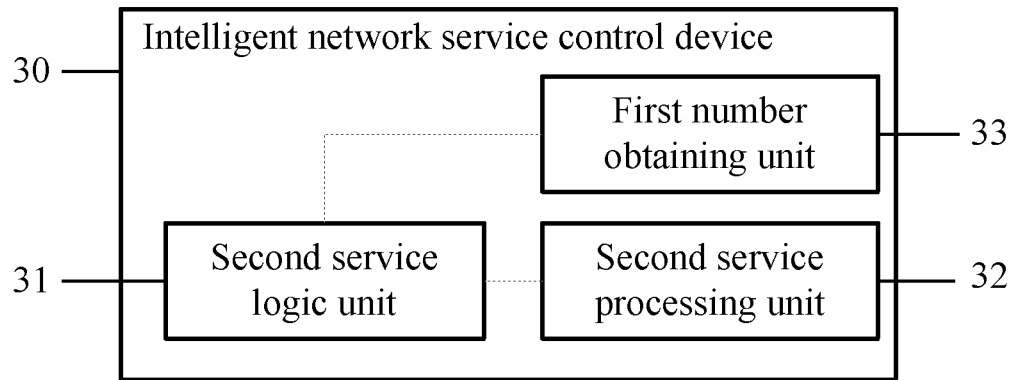 Intelligent network service control device
30
First number
obtaining unit
33
31
Second service
logic unit
Second service
processing unit
32